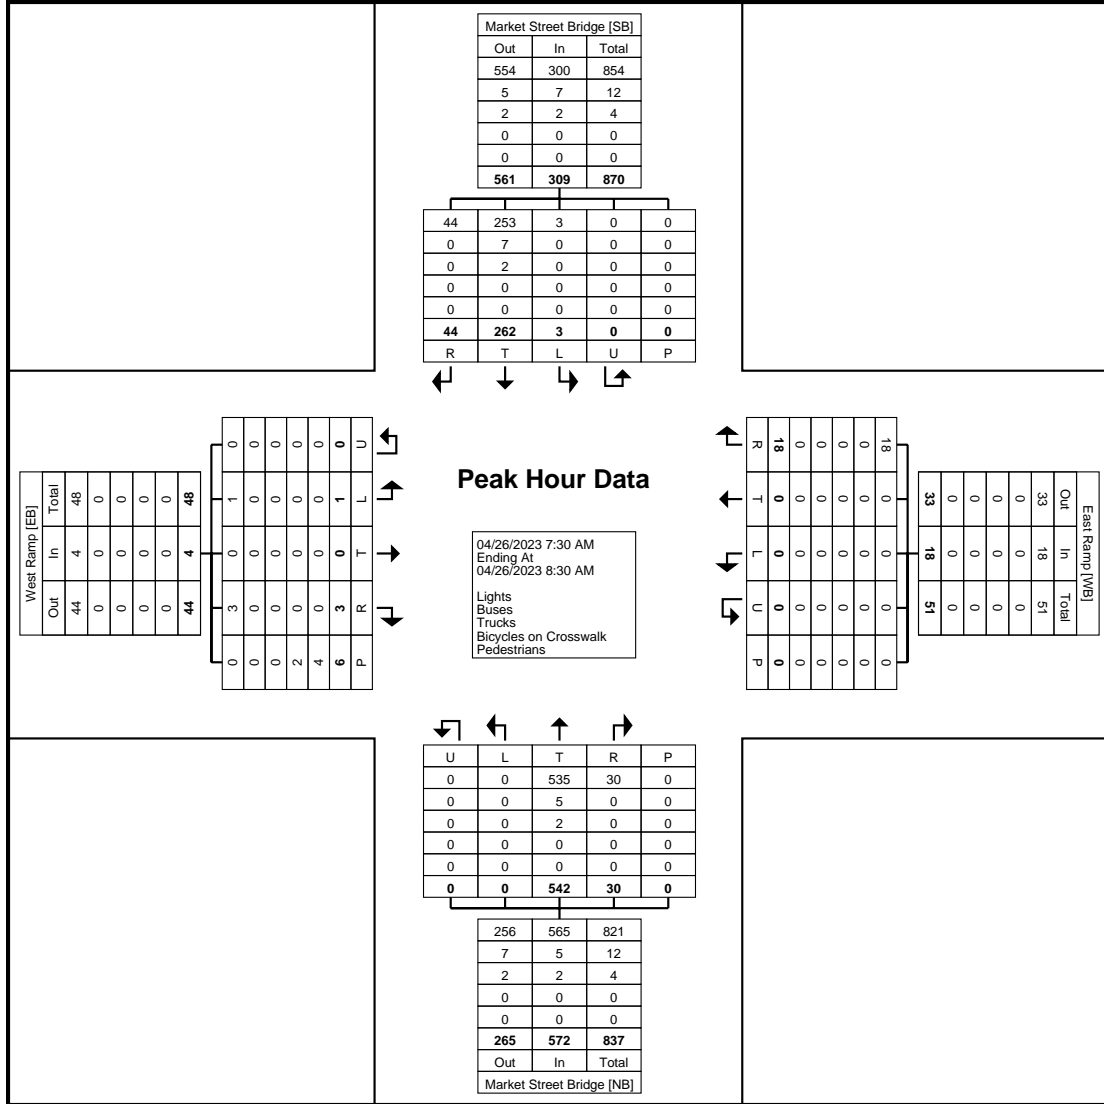 Market Street Bridge [SB]
Out In Total
554 300 854
5 7 12
2 2 4
0 0 0
0 0 0
561 309 870
44 253 3 0 0
0 7 0 0 0
0 2 0 0 0
0 0 0 0 0
0 0 0 0 0
44 262 3 0 0
R T L U P
West Ramp [EB]
Total In Out
48 4 44
0 0 0
0 0 0
0 0 0
0 0 0
48 4 44
0 1 0 3 0
0 0 0 0 0
0 0 0 0 0
0 0 0 0 2
0 0 0 0 4
0 1 0 3 6
U L T R P
Peak Hour Data
04/26/2023 7:30 AM
Ending At
04/26/2023 8:30 AM
Lights
Buses
Trucks
Bicycles on Crosswalk
Pedestrians
R T L U P
18 0 0 0 0
0 0 0 0 0
0 0 0 0 0
0 0 0 0 0
0 0 0 0 0
18 0 0 0 0
East Ramp [WB]
Out In Total
33 18 51
0 0 0
0 0 0
0 0 0
0 0 0
33 18 51
U L T R P
0 0 535 30 0
0 0 5 0 0
0 0 2 0 0
0 0 0 0 0
0 0 0 0 0
0 0 542 30 0
256 565 821
7 5 12
2 2 4
0 0 0
0 0 0
265 572 837
Out In Total
Market Street Bridge [NB]